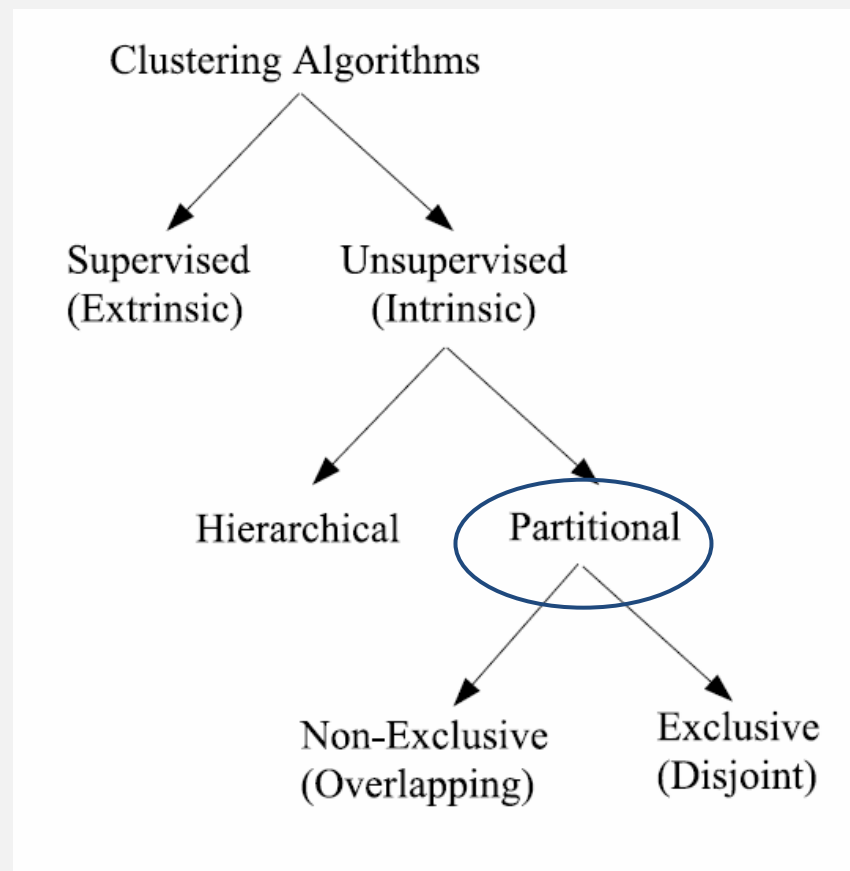 Clustering Algorithms
Supervised
(Extrinsic)
Unsupervised
(Intrinsic)
Hierarchical
Partitional
Non-Exclusive
(Overlapping)
Exclusive
(Disjoint)